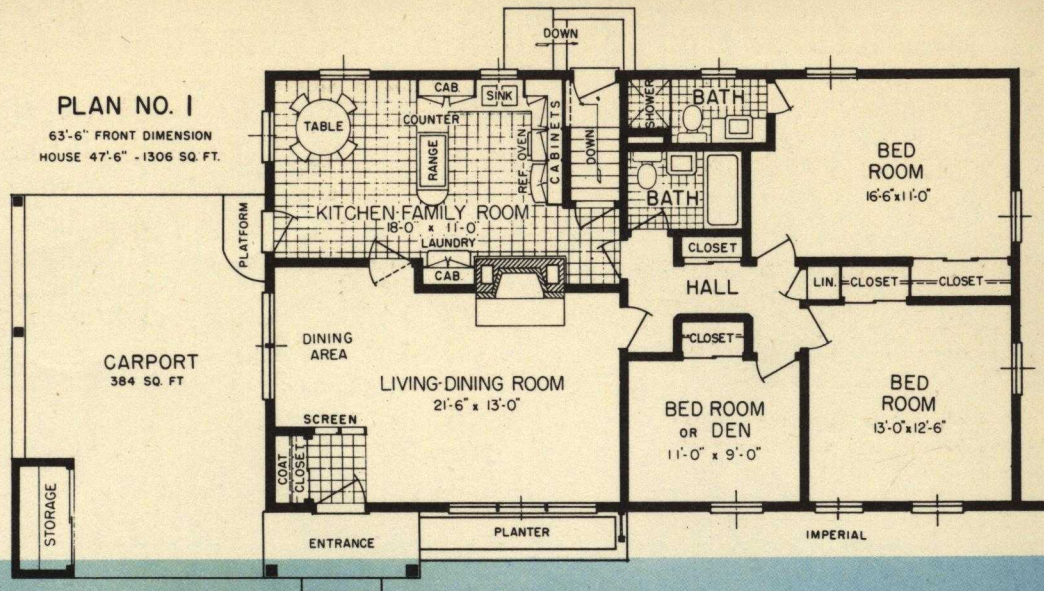 PLAN NO. 1
63'-6" FRONT DIMENSION
HOUSE 47'-6" - 1306 SQ. FT.
DOWN
CAB.
SINK
COUNTER
TABLE
RANGE
REF.-OVEN
CABINETS
DOWN
SHOWER
BATH
BED
ROOM
16'-6" x 11'-0"
BATH
KITCHEN-FAMILY ROOM
18'-0" x 11'-0"
PLATFORM
LAUNDRY
CAB.
CLOSET
HALL
LIN.
CLOSET
CLOSET
CARPORT
384 SQ. FT
DINING
AREA
LIVING-DINING ROOM
21'-6" x 13'-0"
CLOSET
BED ROOM
OR DEN
11'-0" x 9'-0"
BED
ROOM
13'-0" x 12'-6"
SCREEN
COAT
CLOSET
STORAGE
ENTRANCE
PLANTER
IMPERIAL